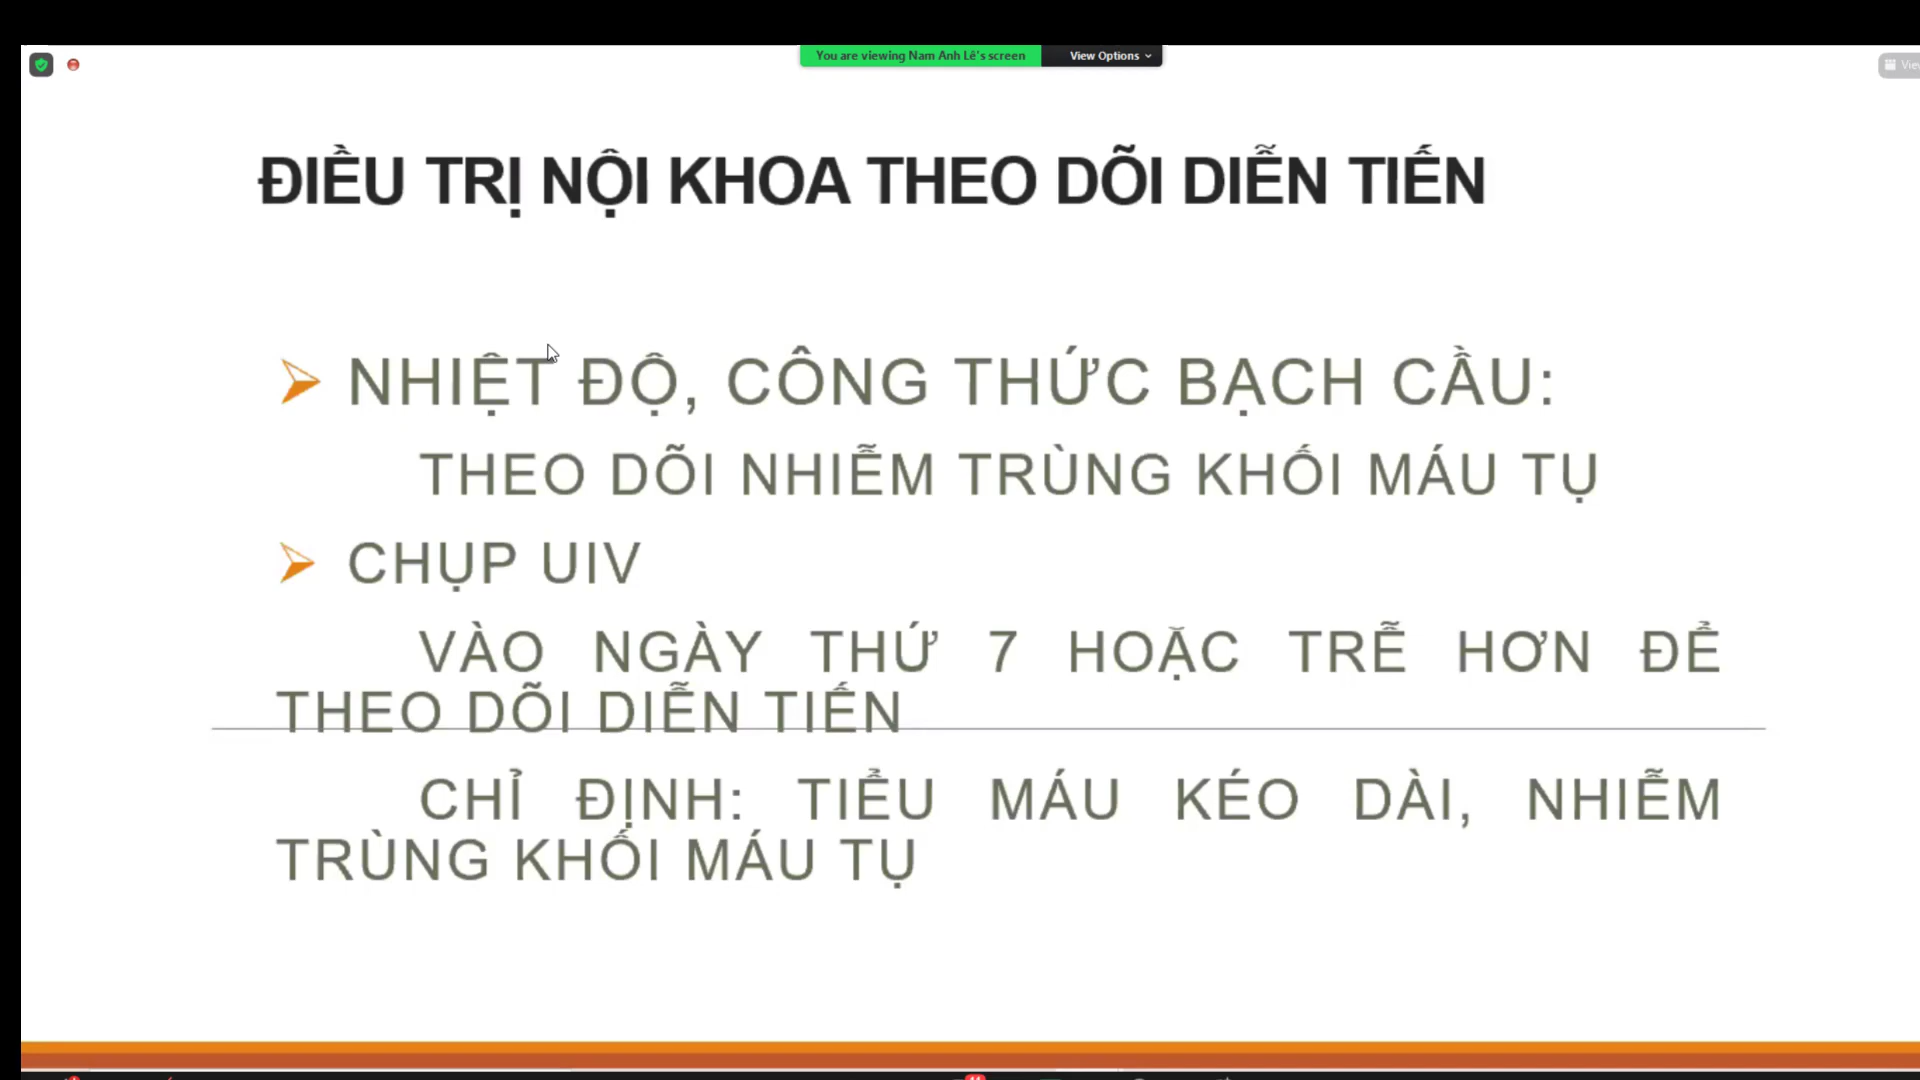 You are viewing Nam Anh Lê's screen
View Options
ĐIỀU TRỊ NỘI KHOA THEO DÕI DIỄN TIẾN
NHIỆT ĐỘ, CÔNG THỨC BẠCH CẦU:
THEO DÕI NHIỄM TRÙNG KHỐI MÁU TỤ
CHỤP UIV
VÀO NGÀY THỨ 7 HOẶC TRỄ HƠN ĐỂ
THEO DÕI DIỄN TIẾN
CHỈ ĐỊNH: TIỂU MÁU KÉO DÀI, NHIỄM
TRÙNG KHỐI MÁU TỤ